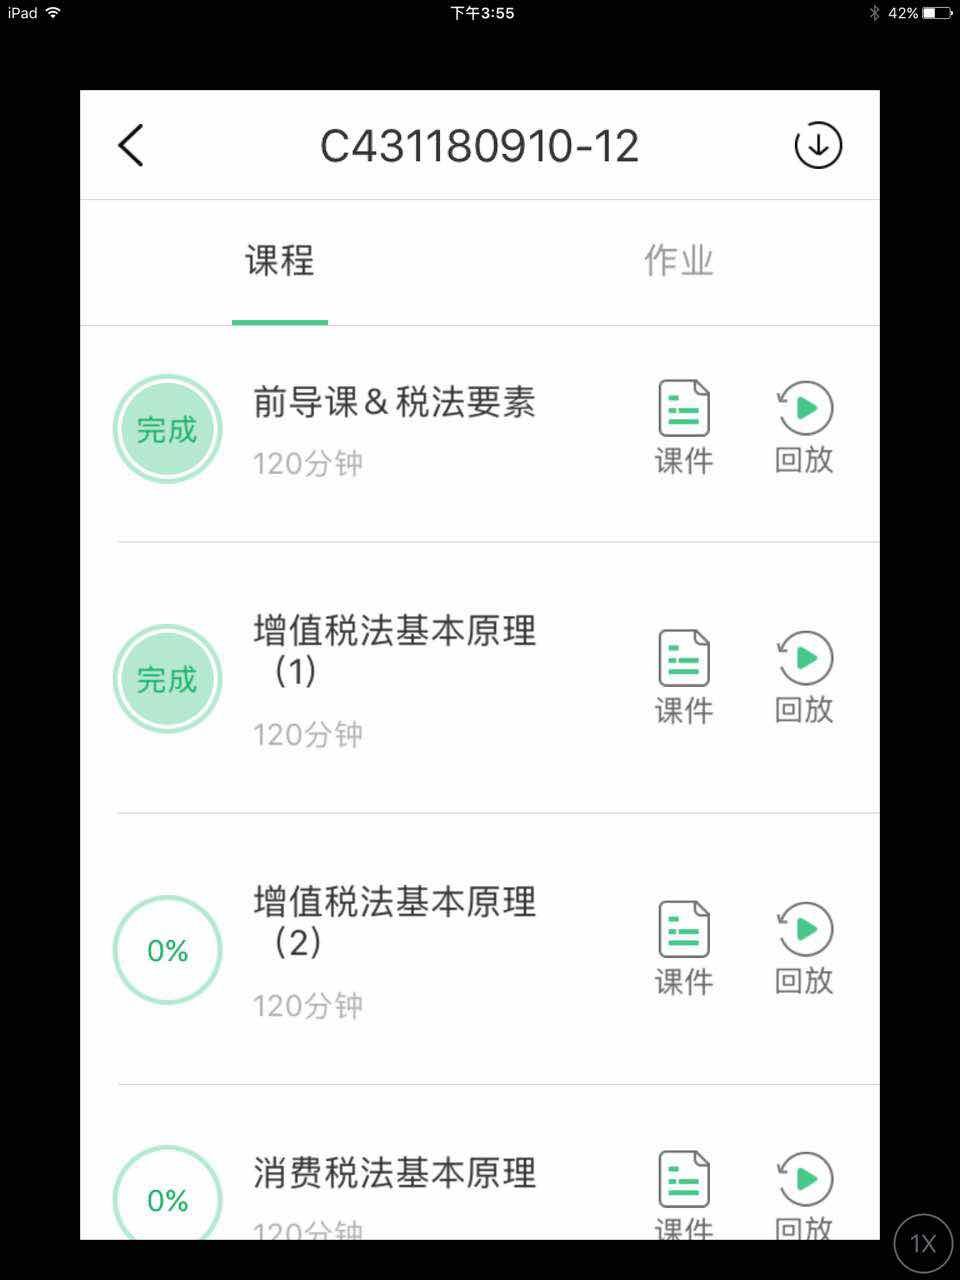 iPad 下午3:55 42%
C431180910-12
课程 作业
前导课＆税法要素
完成
120分钟
课件 回放
增值税法基本原理
（1）
完成
120分钟
课件 回放
增值税法基本原理
（2）
0%
120分钟
课件 回放
消费税法基本原理
0%
120分钟
课件 回放
1X